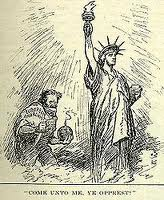 "COME UNTO ME, YE OPPREST!"